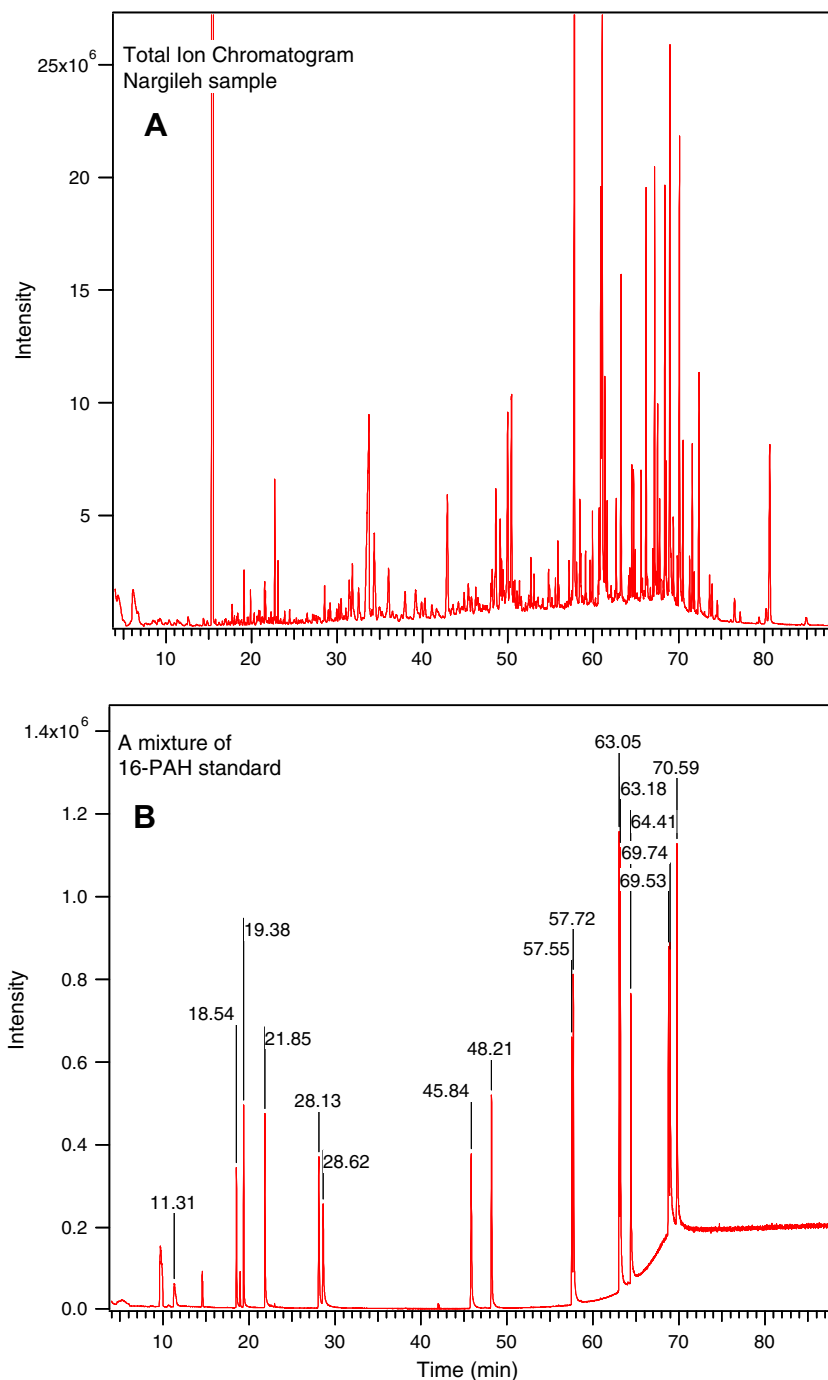 25x10⁶
Total Ion Chromatogram
Nargileh sample
A
20
15
10
5
Intensity
10 20 30 40 50 60 70 80
1.4x10⁶
A mixture of
16-PAH standard
B
63.05
70.59
63.18
64.41
69.74
69.53
1.2
1.0
19.38
57.72
57.55
0.8
18.54
21.85
48.21
0.6
28.13
45.84
0.4
28.62
11.31
0.2
0.0
Intensity
10 20 30 40 50 60 70 80
Time (min)